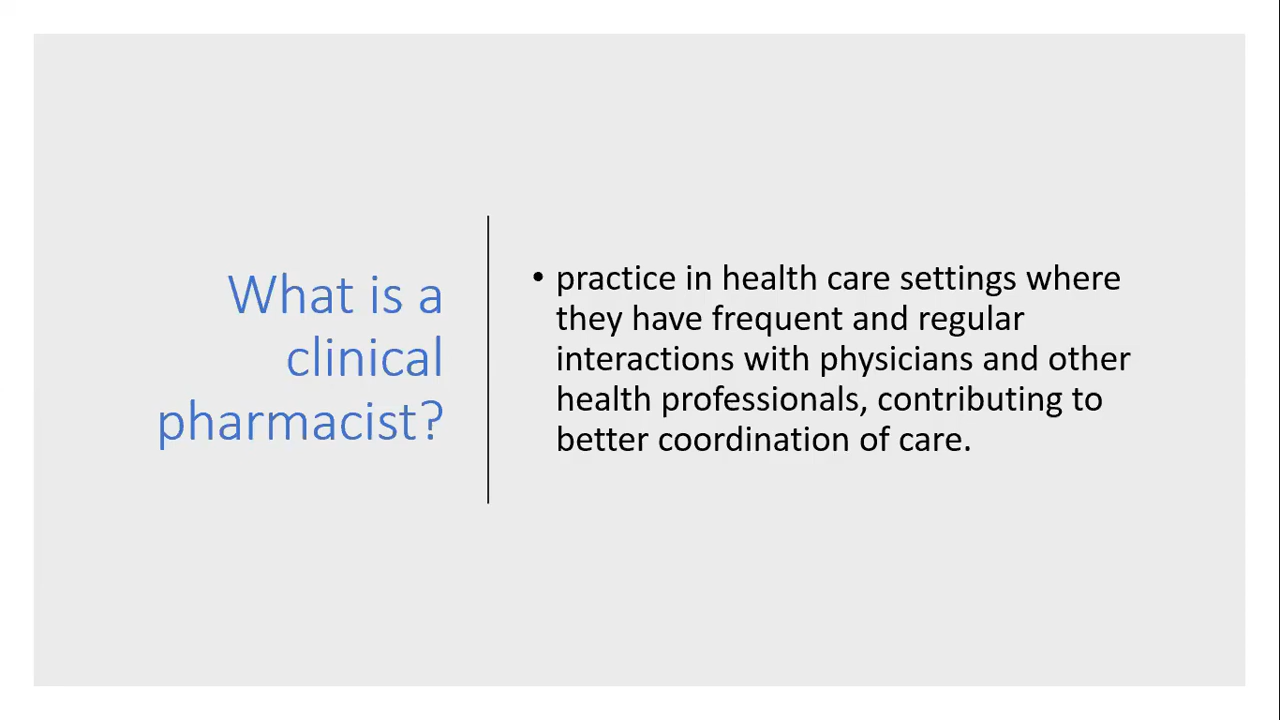 What is a
clinical
pharmacist?
• practice in health care settings where
they have frequent and regular
interactions with physicians and other
health professionals, contributing to
better coordination of care.